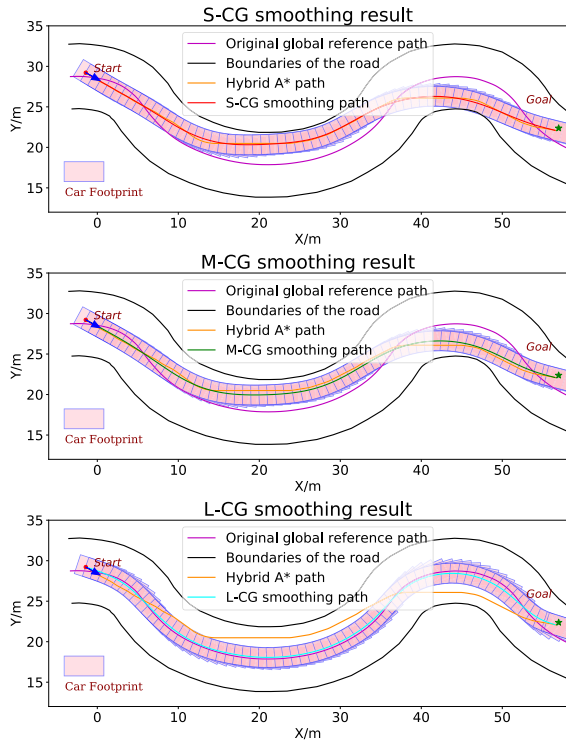 S-CG smoothing result
35
30
25
20
15
Y/m
Start
Original global reference path
Boundaries of the road
Hybrid A* path
S-CG smoothing path
Goal
Car Footprint
0 10 20 30 40 50
X/m
M-CG smoothing result
35
30
25
20
15
Y/m
Start
Original global reference path
Boundaries of the road
Hybrid A* path
M-CG smoothing path
Goal
Car Footprint
0 10 20 30 40 50
X/m
L-CG smoothing result
35
30
25
20
15
Y/m
Start
Original global reference path
Boundaries of the road
Hybrid A* path
L-CG smoothing path
Goal
Car Footprint
0 10 20 30 40 50
X/m